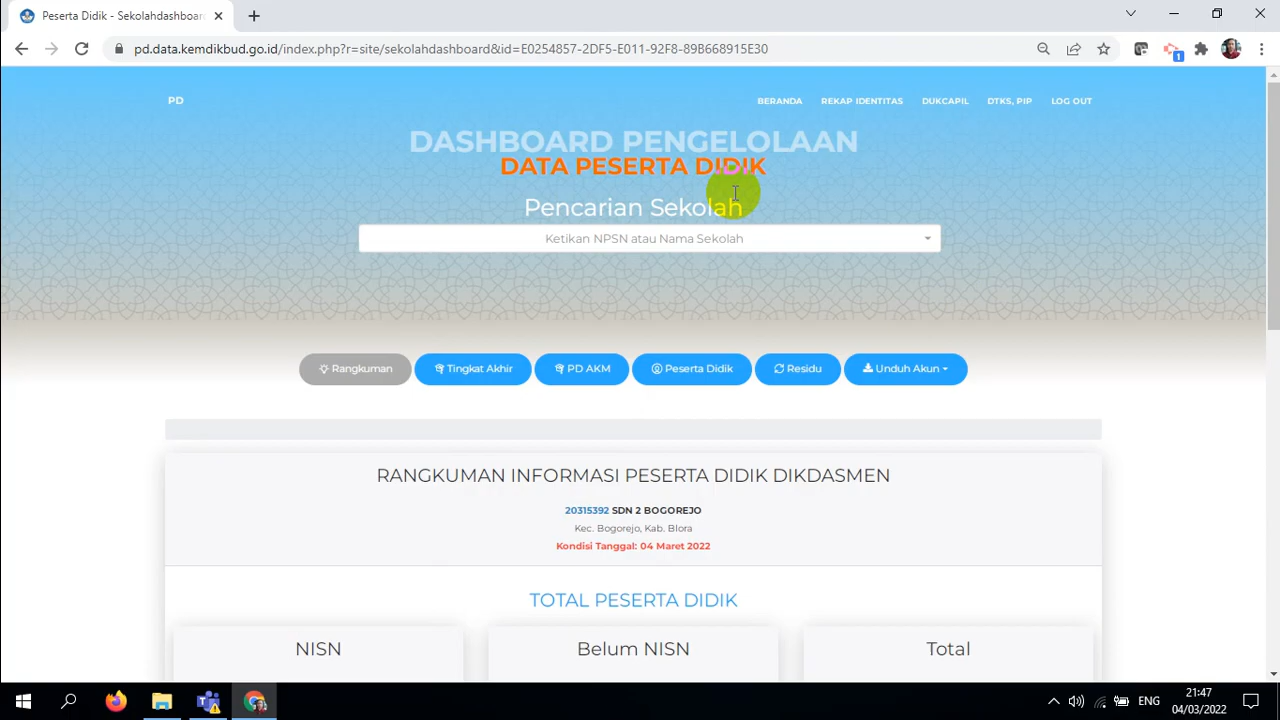 Peserta Didik - Sekolahdashboar
pd.data.kemdikbud.go.id/index.php?r=site/sekolahdashboard&id=E0254857-2DF5-E011-92F8-89B668915E30
1
PD
BERANDA
REKAP IDENTITAS
DUKCAPIL
DTKS, PIP
LOG OUT
DASHBOARD PENGELOLAAN
DATA PESERTA DIDIK
Pencarian Sekolah
Ketikan NPSN atau Nama Sekolah
Rangkuman
Tingkat Akhir
PD AKM
Peserta Didik
Residu
Unduh Akun
RANGKUMAN INFORMASI PESERTA DIDIK DIKDASMEN
20315392 SDN 2 BOGOREJO
Kec. Bogorejo, Kab. Blora
Kondisi Tanggal: 04 Maret 2022
TOTAL PESERTA DIDIK
NISN
Belum NISN
Total
ENG
21:47
04/03/2022